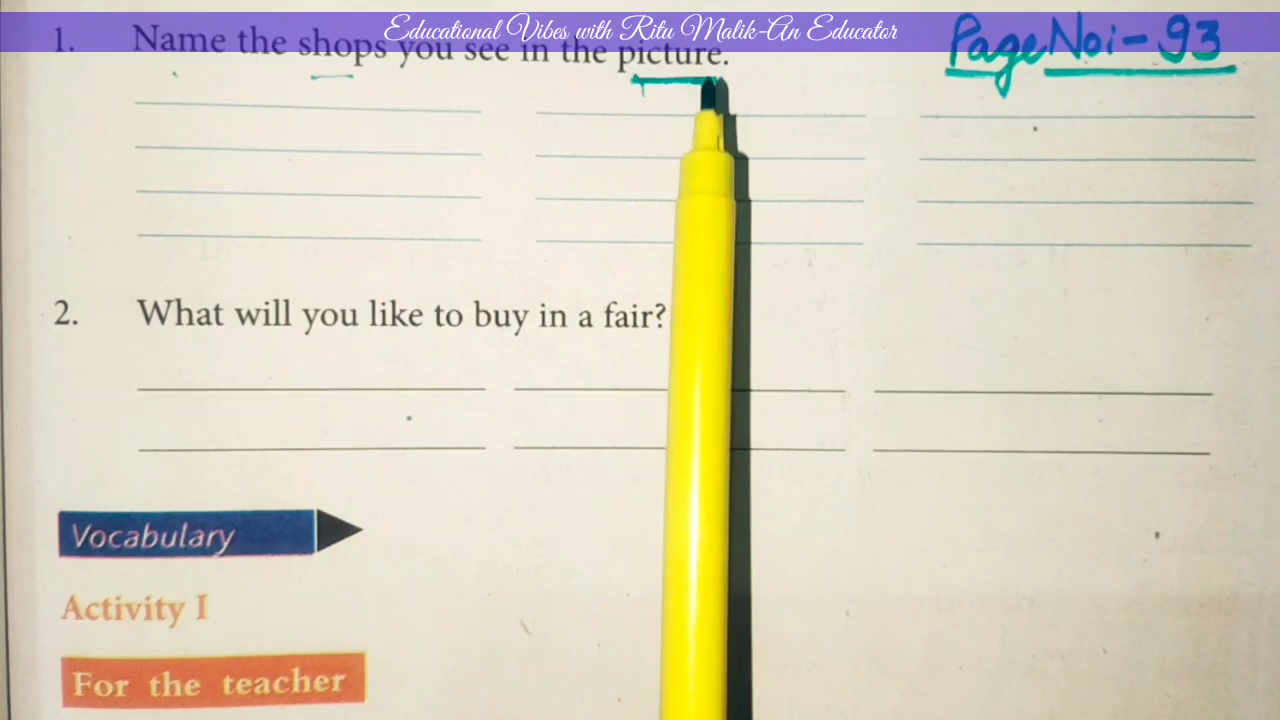 Educational Vibes with Ritu Malik-An Educator
1. Name the shops you see in the picture.
Page Noi-93
2. What will you like to buy in a fair?
Vocabulary
Activity I
For the teacher